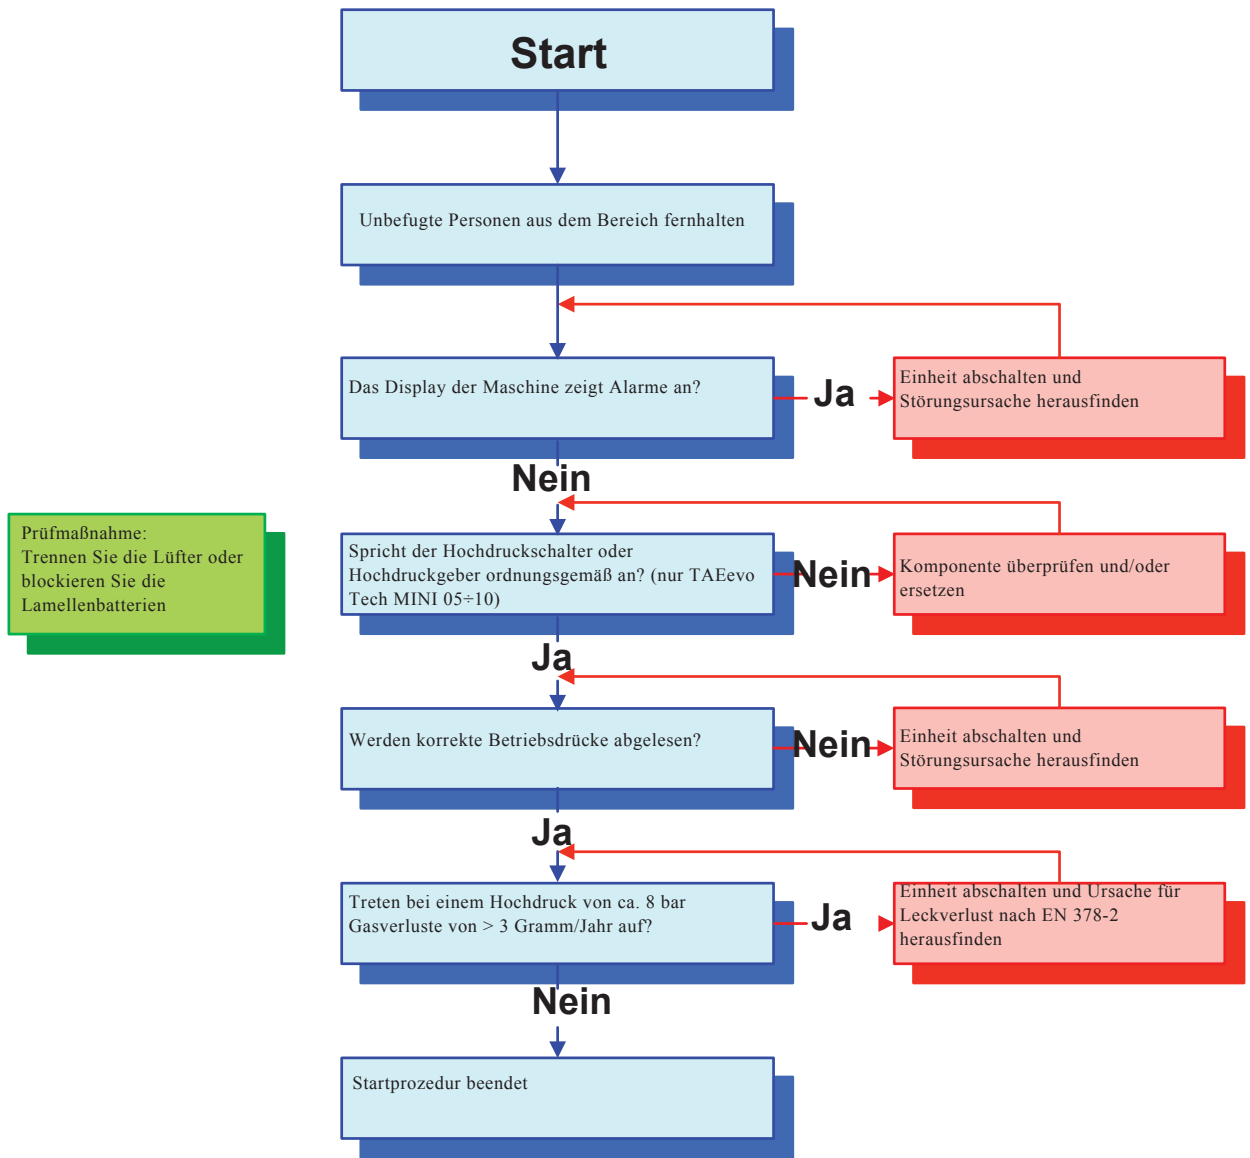 Start
Unbefugte Personen aus dem Bereich fernhalten
Das Display der Maschine zeigt Alarme an?
Ja
Einheit abschalten und
Störungsursache herausfinden
Nein
Prüfmaßnahme:
Trennen Sie die Lüfter oder
blockieren Sie die
Lamellenbatterien
Spricht der Hochdruckschalter oder
Hochdruckgeber ordnungsgemäß an? (nur TAEevo
Tech MINI 05÷10)
Nein
Komponente überprüfen und/oder
ersetzen
Ja
Werden korrekte Betriebsdrücke abgelesen?
Nein
Einheit abschalten und
Störungsursache herausfinden
Ja
Treten bei einem Hochdruck von ca. 8 bar
Gasverluste von > 3 Gramm/Jahr auf?
Ja
Einheit abschalten und Ursache für
Leckverlust nach EN 378-2
herausfinden
Nein
Startprozedur beendet